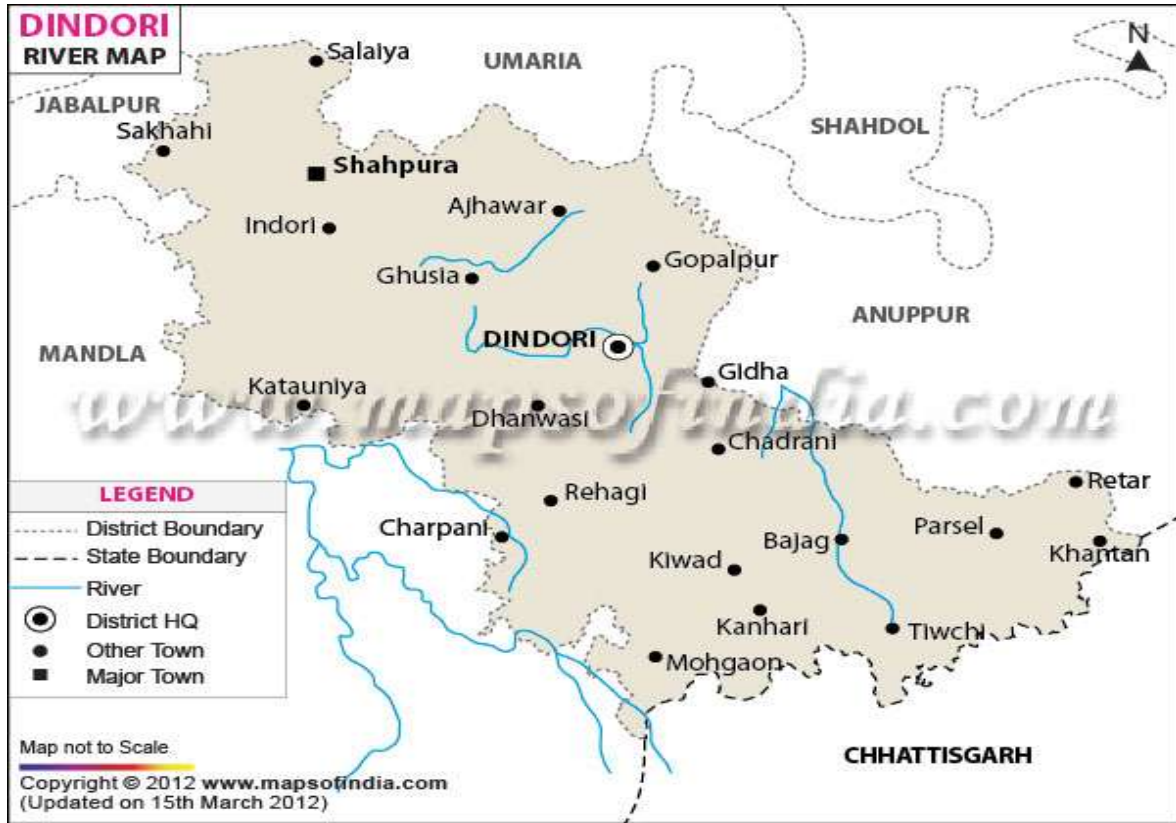 DINDORI
RIVER MAP
N
Salaiya
UMARIA
JABALPUR
Sakhahi
SHAHDOL
Shahpura
Ajhawar
Indori
Gopalpur
Ghusia
ANUPPUR
DINDORI
MANDLA
Gidha
Katauniya
www.mapsofindia.com
Dhanwasi
Chadrani
LEGEND
Rehagi
Retar
District Boundary
Charpani
Parsel
State Boundary
Bajag
Khantan
Kiwad
River
District HQ
Kanhari
Tiwchi
Other Town
Mohgaon
Major Town
Map not to Scale
CHHATTISGARH
Copyright © 2012 www.mapsofindia.com
(Updated on 15th March 2012)